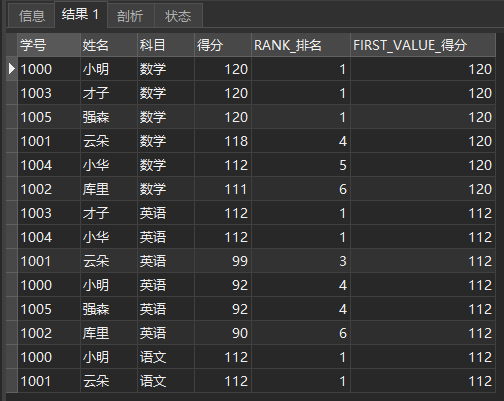 信息 结果 1 剖析 状态
学号 姓名 科目 得分 RANK_排名 FIRST_VALUE_得分
1000 小明 数学 120 1 120
1003 才子 数学 120 1 120
1005 强森 数学 120 1 120
1001 云朵 数学 118 4 120
1004 小华 数学 112 5 120
1002 库里 数学 111 6 120
1003 才子 英语 112 1 112
1004 小华 英语 112 1 112
1001 云朵 英语 99 3 112
1000 小明 英语 92 4 112
1005 强森 英语 92 4 112
1002 库里 英语 90 6 112
1000 小明 语文 112 1 112
1001 云朵 语文 112 1 112